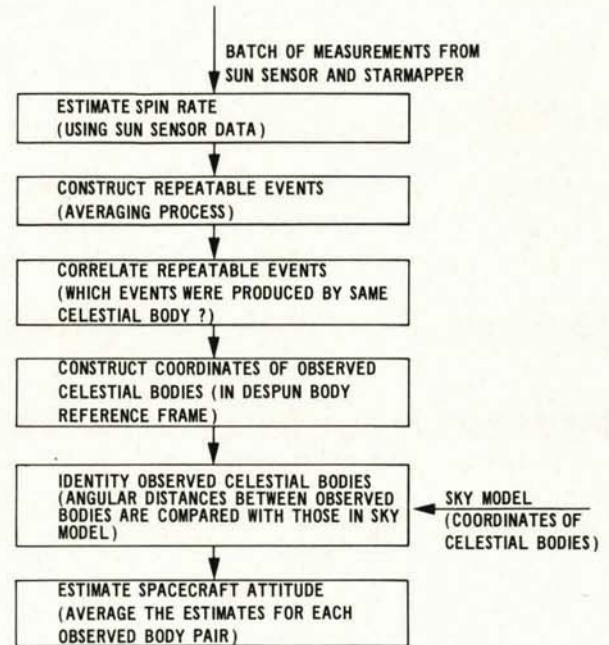 BATCH OF MEASUREMENTS FROM
SUN SENSOR AND STARMAPPER
ESTIMATE SPIN RATE
(USING SUN SENSOR DATA)
CONSTRUCT REPEATABLE EVENTS
(AVERAGING PROCESS)
CORRELATE REPEATABLE EVENTS
(WHICH EVENTS WERE PRODUCED BY SAME
CELESTIAL BODY ?)
CONSTRUCT COORDINATES OF OBSERVED
CELESTIAL BODIES (IN DESPUN BODY
REFERENCE FRAME)
IDENTITY OBSERVED CELESTIAL BODIES
(ANGULAR DISTANCES BETWEEN OBSERVED
BODIES ARE COMPARED WITH THOSE IN SKY
MODEL)
SKY MODEL
(COORDINATES OF
CELESTIAL BODIES)
ESTIMATE SPACECRAFT ATTITUDE
(AVERAGE THE ESTIMATES FOR EACH
OBSERVED BODY PAIR)